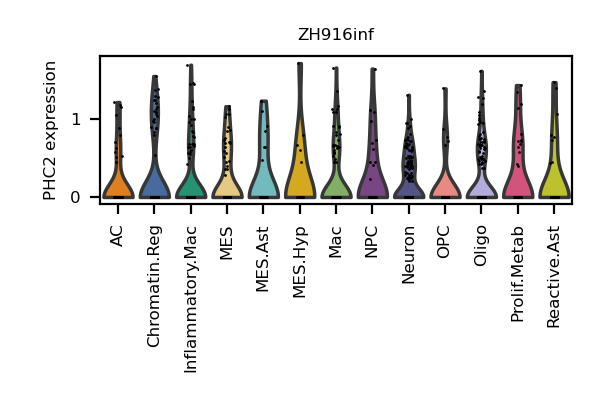 ZH916inf
PHC2 expression
1
0
AC
Chromatin.Reg
Inflammatory.Mac
MES
MES.Ast
MES.Hyp
Mac
NPC
Neuron
OPC
Oligo
Prolif.Metab
Reactive.Ast